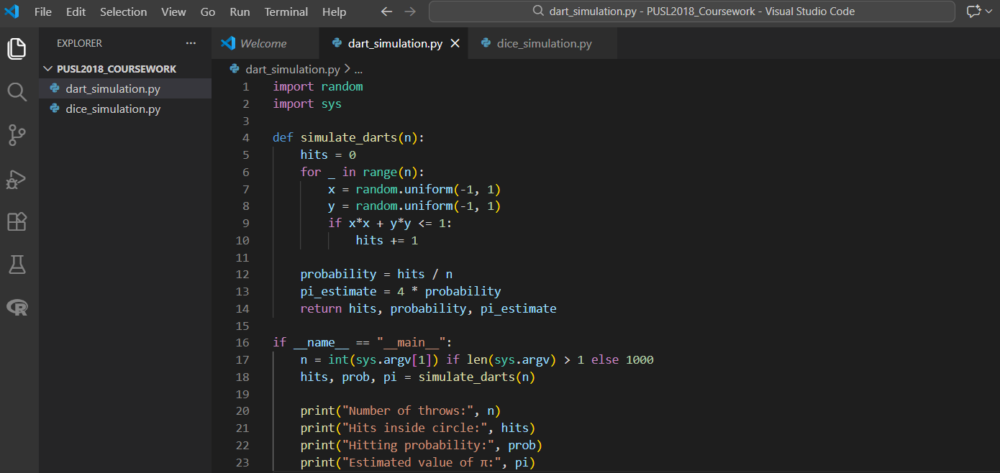 File Edit Selection View Go Run Terminal Help
dart_simulation.py - PUSL2018_Coursework - Visual Studio Code
EXPLORER
PUSL2018_COURSEWORK
dart_simulation.py
dice_simulation.py
Welcome
dart_simulation.py
dice_simulation.py
dart_simulation.py > ...
1 import random
2 import sys
3
4 def simulate_darts(n):
5     hits = 0
6     for _ in range(n):
7         x = random.uniform(-1, 1)
8         y = random.uniform(-1, 1)
9         if x*x + y*y <= 1:
10             hits += 1
11
12     probability = hits / n
13     pi_estimate = 4 * probability
14     return hits, probability, pi_estimate
15
16 if __name__ == "__main__":
17     n = int(sys.argv[1]) if len(sys.argv) > 1 else 1000
18     hits, prob, pi = simulate_darts(n)
19
20     print("Number of throws:", n)
21     print("Hits inside circle:", hits)
22     print("Hitting probability:", prob)
23     print("Estimated value of π:", pi)